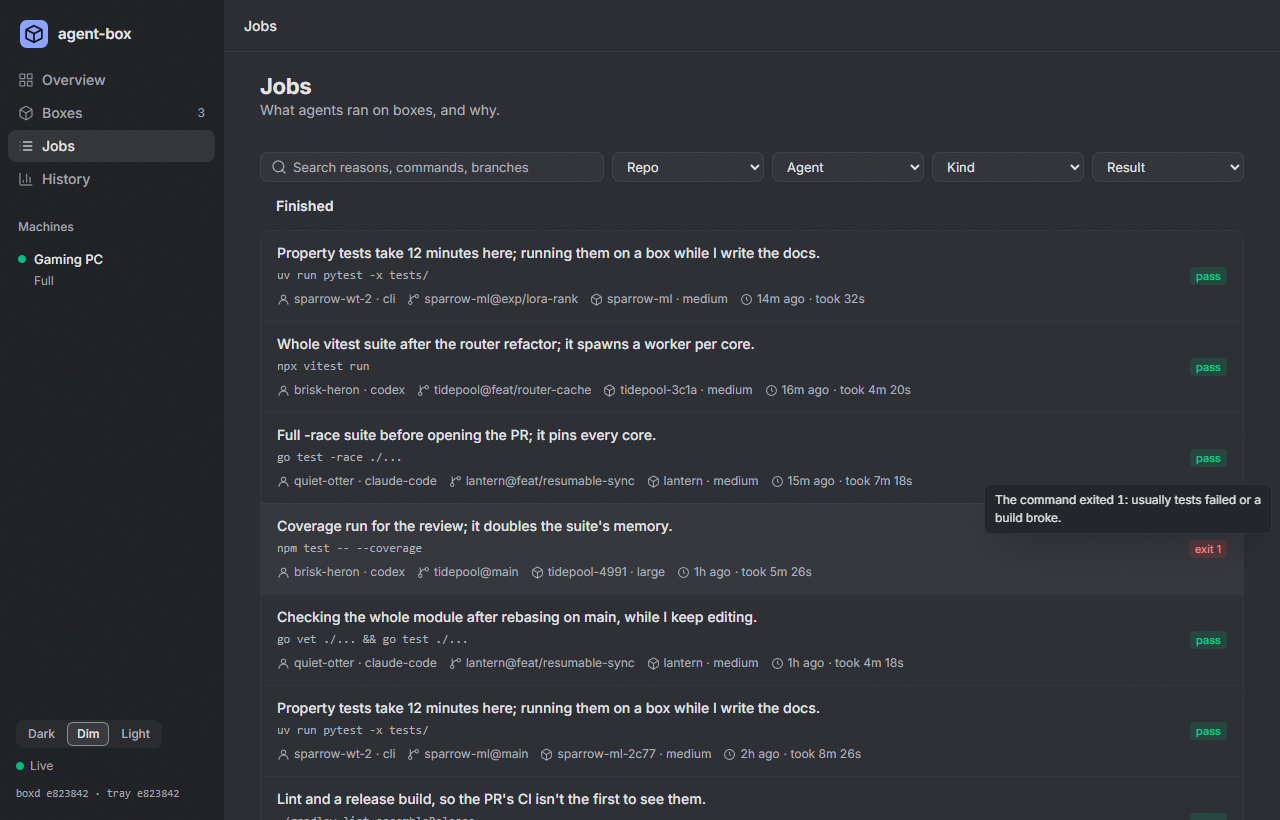 agent-box
Jobs
Overview
Boxes 3
Jobs
History
Machines
Gaming PC
Full
Jobs
What agents ran on boxes, and why.
Search reasons, commands, branches
Repo
Agent
Kind
Result
Finished
Property tests take 12 minutes here; running them on a box while I write the docs.
uv run pytest -x tests/
sparrow-wt-2 · cli sparrow-ml@exp/lora-rank sparrow-ml · medium 14m ago · took 32s
pass
Whole vitest suite after the router refactor; it spawns a worker per core.
npx vitest run
brisk-heron · codex tidepool@feat/router-cache tidepool-3c1a · medium 16m ago · took 4m 20s
pass
Full -race suite before opening the PR; it pins every core.
go test -race ./...
quiet-otter · claude-code lantern@feat/resumable-sync lantern · medium 15m ago · took 7m 18s
pass
The command exited 1: usually tests failed or a
build broke.
Coverage run for the review; it doubles the suite's memory.
npm test -- --coverage
brisk-heron · codex tidepool@main tidepool-4991 · large 1h ago · took 5m 26s
exit 1
Checking the whole module after rebasing on main, while I keep editing.
go vet ./... && go test ./...
quiet-otter · claude-code lantern@feat/resumable-sync lantern · medium 1h ago · took 4m 18s
pass
Property tests take 12 minutes here; running them on a box while I write the docs.
uv run pytest -x tests/
sparrow-wt-2 · cli sparrow-ml@main sparrow-ml-2c77 · medium 2h ago · took 8m 26s
pass
Lint and a release build, so the PR's CI isn't the first to see them.
Dark Dim Light
Live
boxd e823842 · tray e823842